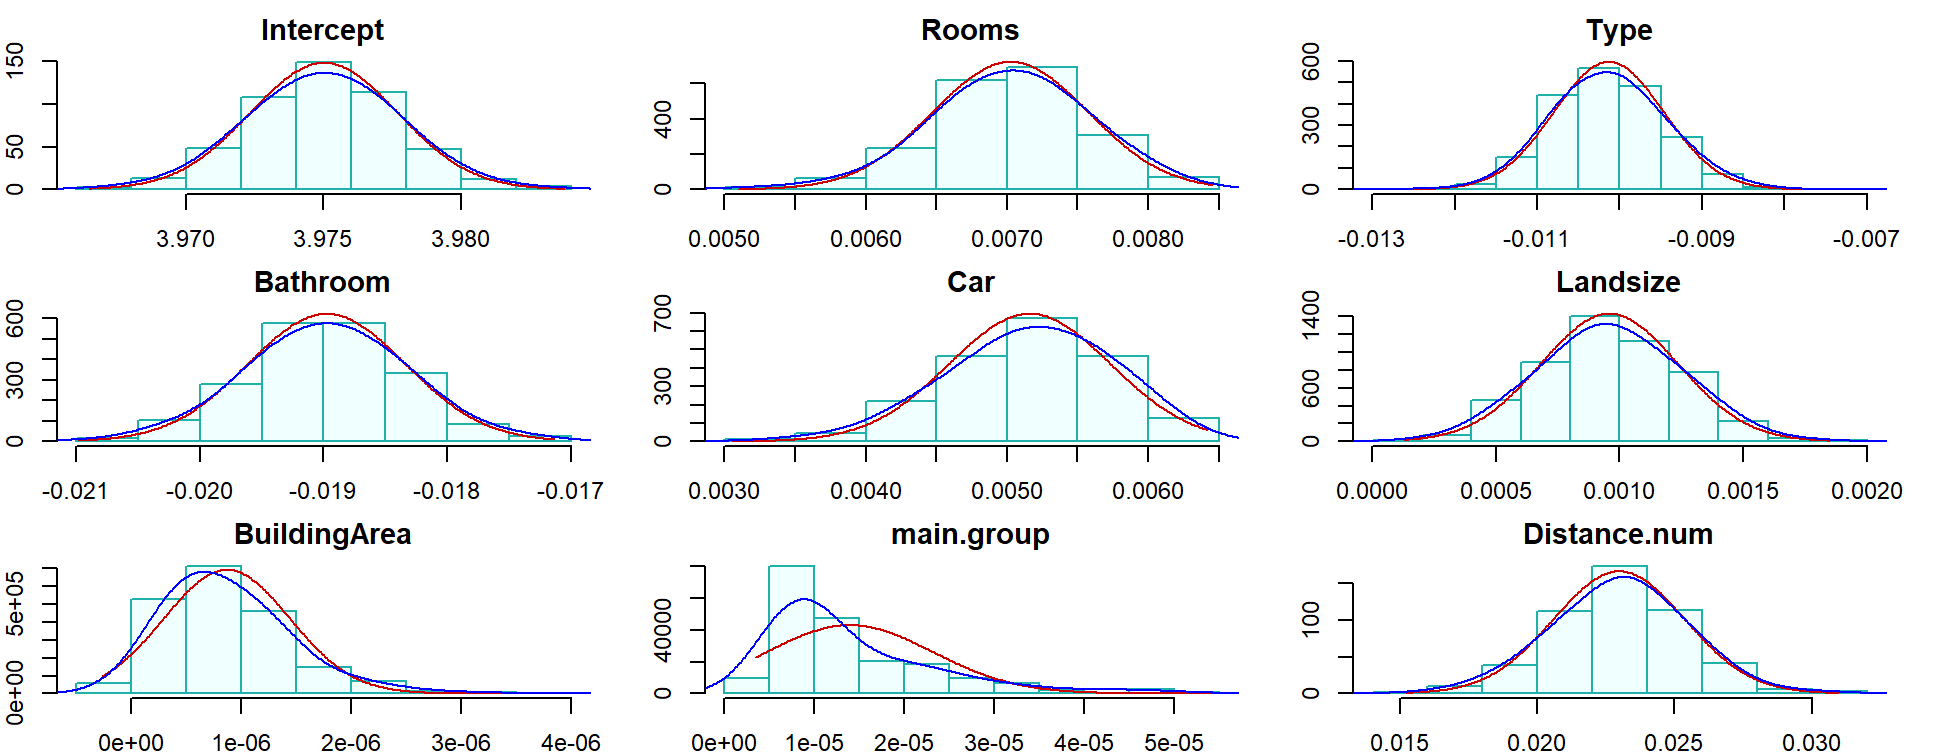 Intercept
0 50 150
3.970 3.975 3.980
Rooms
0 400
0.0050 0.0060 0.0070 0.0080
Type
0 300 600
-0.013 -0.011 -0.009 -0.007
Bathroom
0 300 600
-0.021 -0.020 -0.019 -0.018 -0.017
Car
0 300 700
0.0030 0.0040 0.0050 0.0060
Landsize
0 600 1400
0.0000 0.0005 0.0010 0.0015 0.0020
BuildingArea
0e+00 5e+05
0e+00 1e-06 2e-06 3e-06 4e-06
main.group
0 40000
0e+00 1e-05 2e-05 3e-05 4e-05 5e-05
Distance.num
0 100
0.015 0.020 0.025 0.030